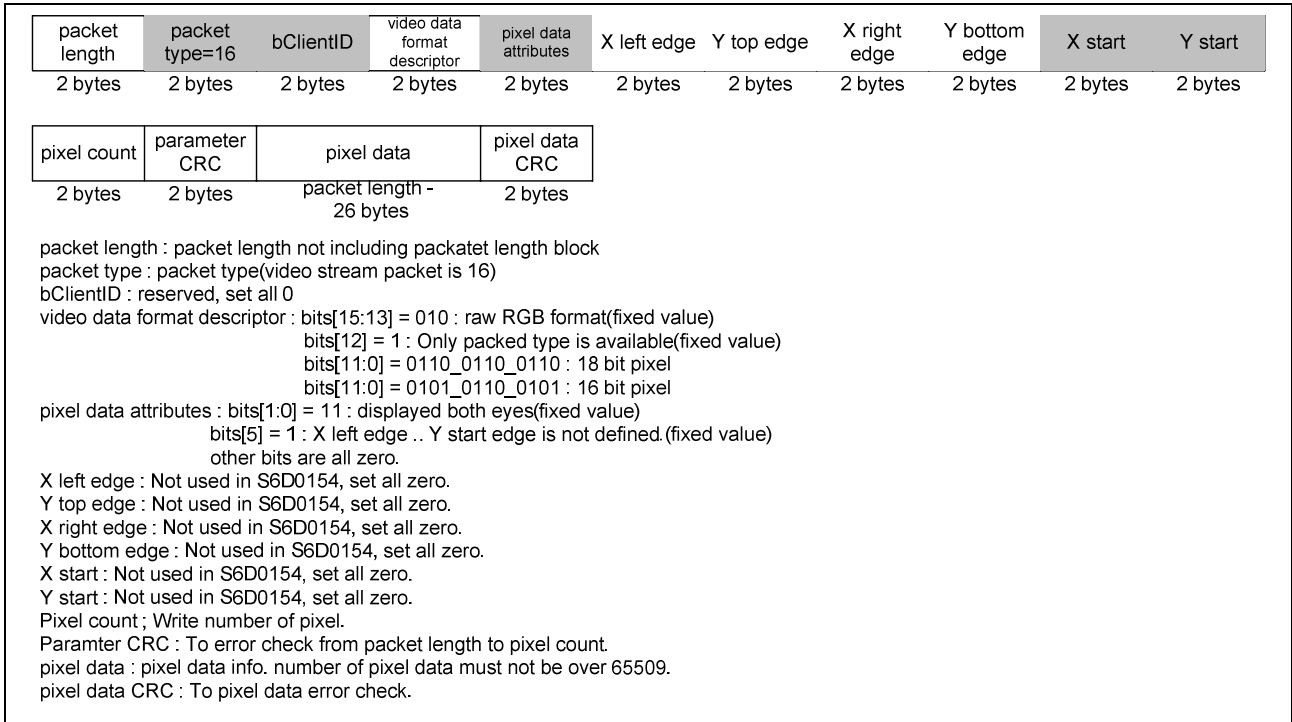 packet length packet type=16 bClientID video data format descriptor pixel data attributes X left edge Y top edge X right edge Y bottom edge X start Y start
2 bytes 2 bytes 2 bytes 2 bytes 2 bytes 2 bytes 2 bytes 2 bytes 2 bytes 2 bytes 2 bytes
pixel count parameter CRC pixel data pixel data CRC
2 bytes 2 bytes packet length - 26 bytes 2 bytes
packet length : packet length not including packatet length block
packet type : packet type(video stream packet is 16)
bClientID : reserved, set all 0
video data format descriptor : bits[15:13] = 010 : raw RGB format(fixed value)
bits[12] = 1 : Only packed type is available(fixed value)
bits[11:0] = 0110_0110_0110 : 18 bit pixel
bits[11:0] = 0101_0110_0101 : 16 bit pixel
pixel data attributes : bits[1:0] = 11 : displayed both eyes(fixed value)
bits[5] = 1 : X left edge .. Y start edge is not defined.(fixed value)
other bits are all zero.
X left edge : Not used in S6D0154, set all zero.
Y top edge : Not used in S6D0154, set all zero.
X right edge : Not used in S6D0154, set all zero.
Y bottom edge : Not used in S6D0154, set all zero.
X start : Not used in S6D0154, set all zero.
Y start : Not used in S6D0154, set all zero.
Pixel count ; Write number of pixel.
Paramter CRC : To error check from packet length to pixel count.
pixel data : pixel data info. number of pixel data must not be over 65509.
pixel data CRC : To pixel data error check.